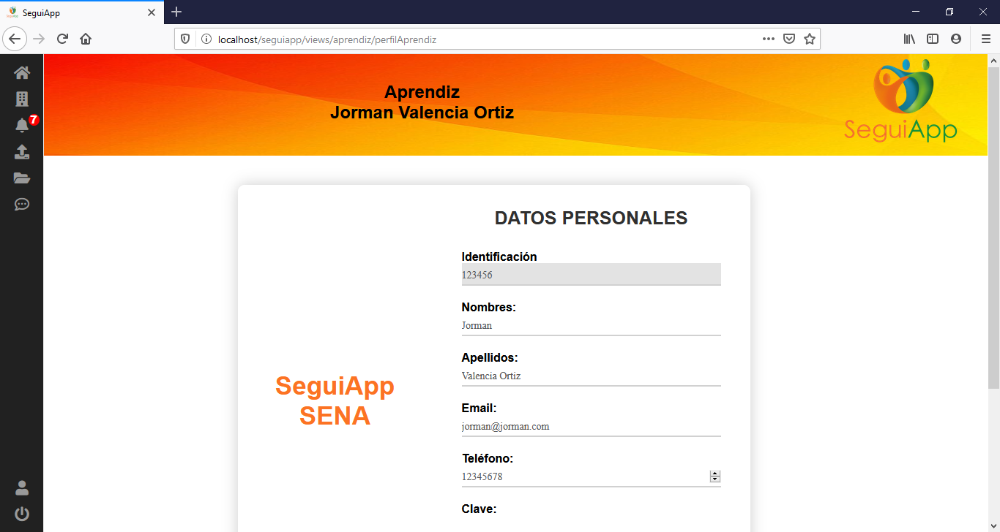 SeguiApp
localhost/seguiapp/views/aprendiz/perfilAprendiz
7
Aprendiz
Jorman Valencia Ortiz
SeguiApp
DATOS PERSONALES
Identificación
123456
Nombres:
Jorman
Apellidos:
Valencia Ortiz
SeguiApp
SENA
Email:
jorman@jorman.com
Teléfono:
12345678
Clave: